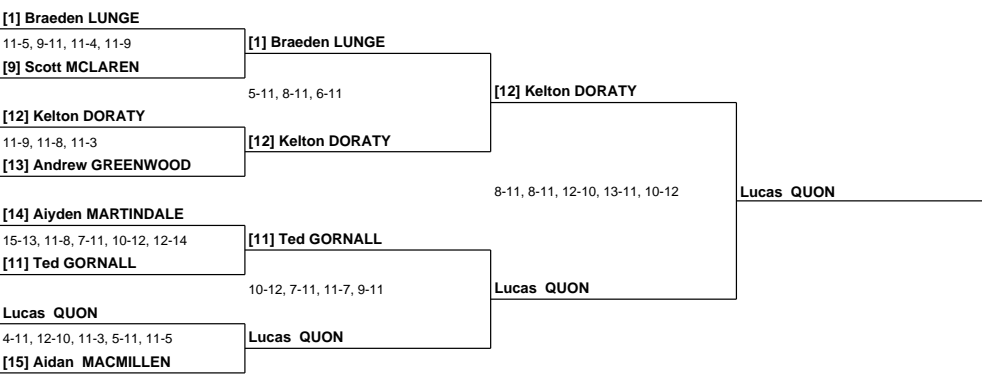 [1] Braeden LUNGE
11-5, 9-11, 11-4, 11-9
[9] Scott MCLAREN
[12] Kelton DORATY
11-9, 11-8, 11-3
[13] Andrew GREENWOOD
[14] Aiyden MARTINDALE
15-13, 11-8, 7-11, 10-12, 12-14
[11] Ted GORNALL
Lucas QUON
4-11, 12-10, 11-3, 5-11, 11-5
[15] Aidan MACMILLEN
[1] Braeden LUNGE
5-11, 8-11, 6-11
[12] Kelton DORATY
[11] Ted GORNALL
10-12, 7-11, 11-7, 9-11
Lucas QUON
[12] Kelton DORATY
8-11, 8-11, 12-10, 13-11, 10-12
Lucas QUON
Lucas QUON